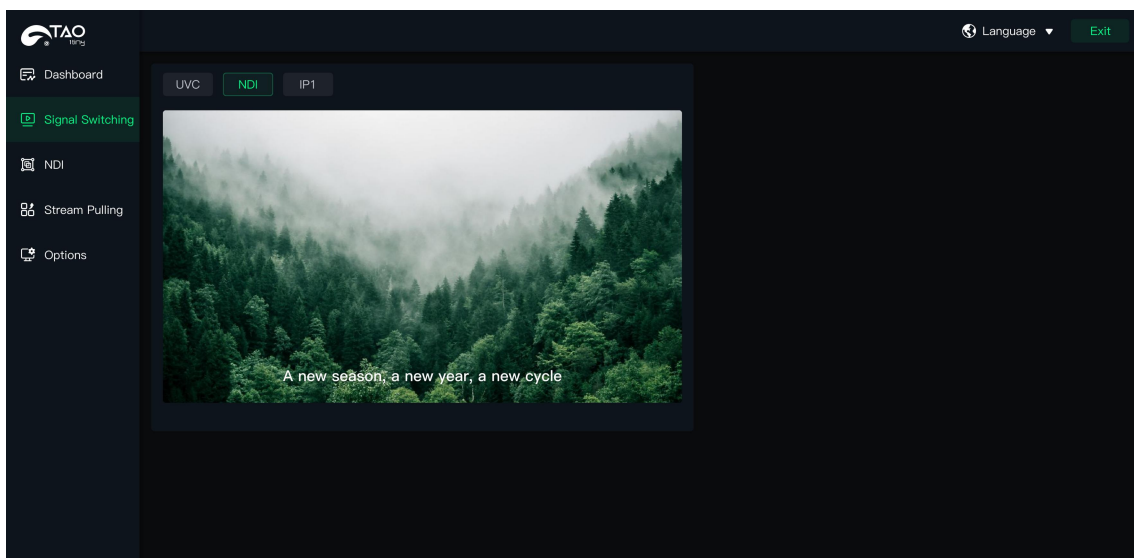 TAO
1tiny
Language
Exit
Dashboard
Signal Switching
NDI
Stream Pulling
Options
UVC NDI IP1
A new season, a new year, a new cycle